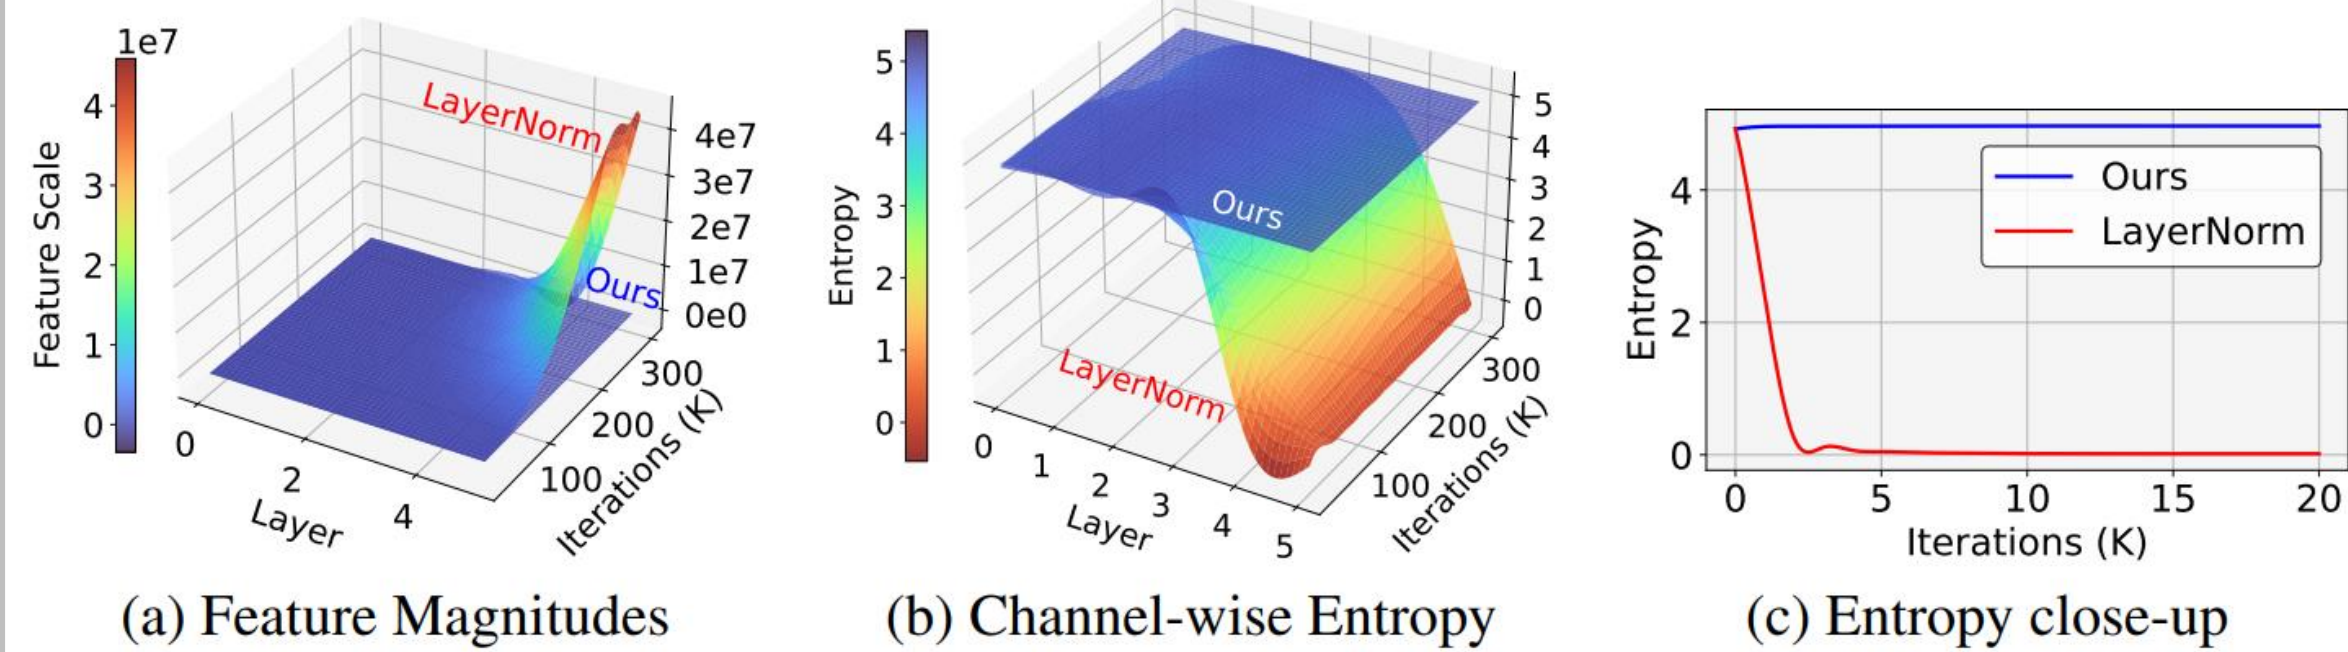 1e7
4
3
2
1
0
Feature Scale
LayerNorm
Ours
4e7
3e7
2e7
1e7
0e0
0
2
4
Layer
100
200
300
Iterations (K)
(a) Feature Magnitudes
5
4
3
2
1
0
Entropy
Ours
LayerNorm
5
4
3
2
1
0
0
1
2
3
4
5
Layer
100
200
300
Iterations (K)
(b) Channel-wise Entropy
Entropy
4
2
0
Ours
LayerNorm
0
5
10
15
20
Iterations (K)
(c) Entropy close-up